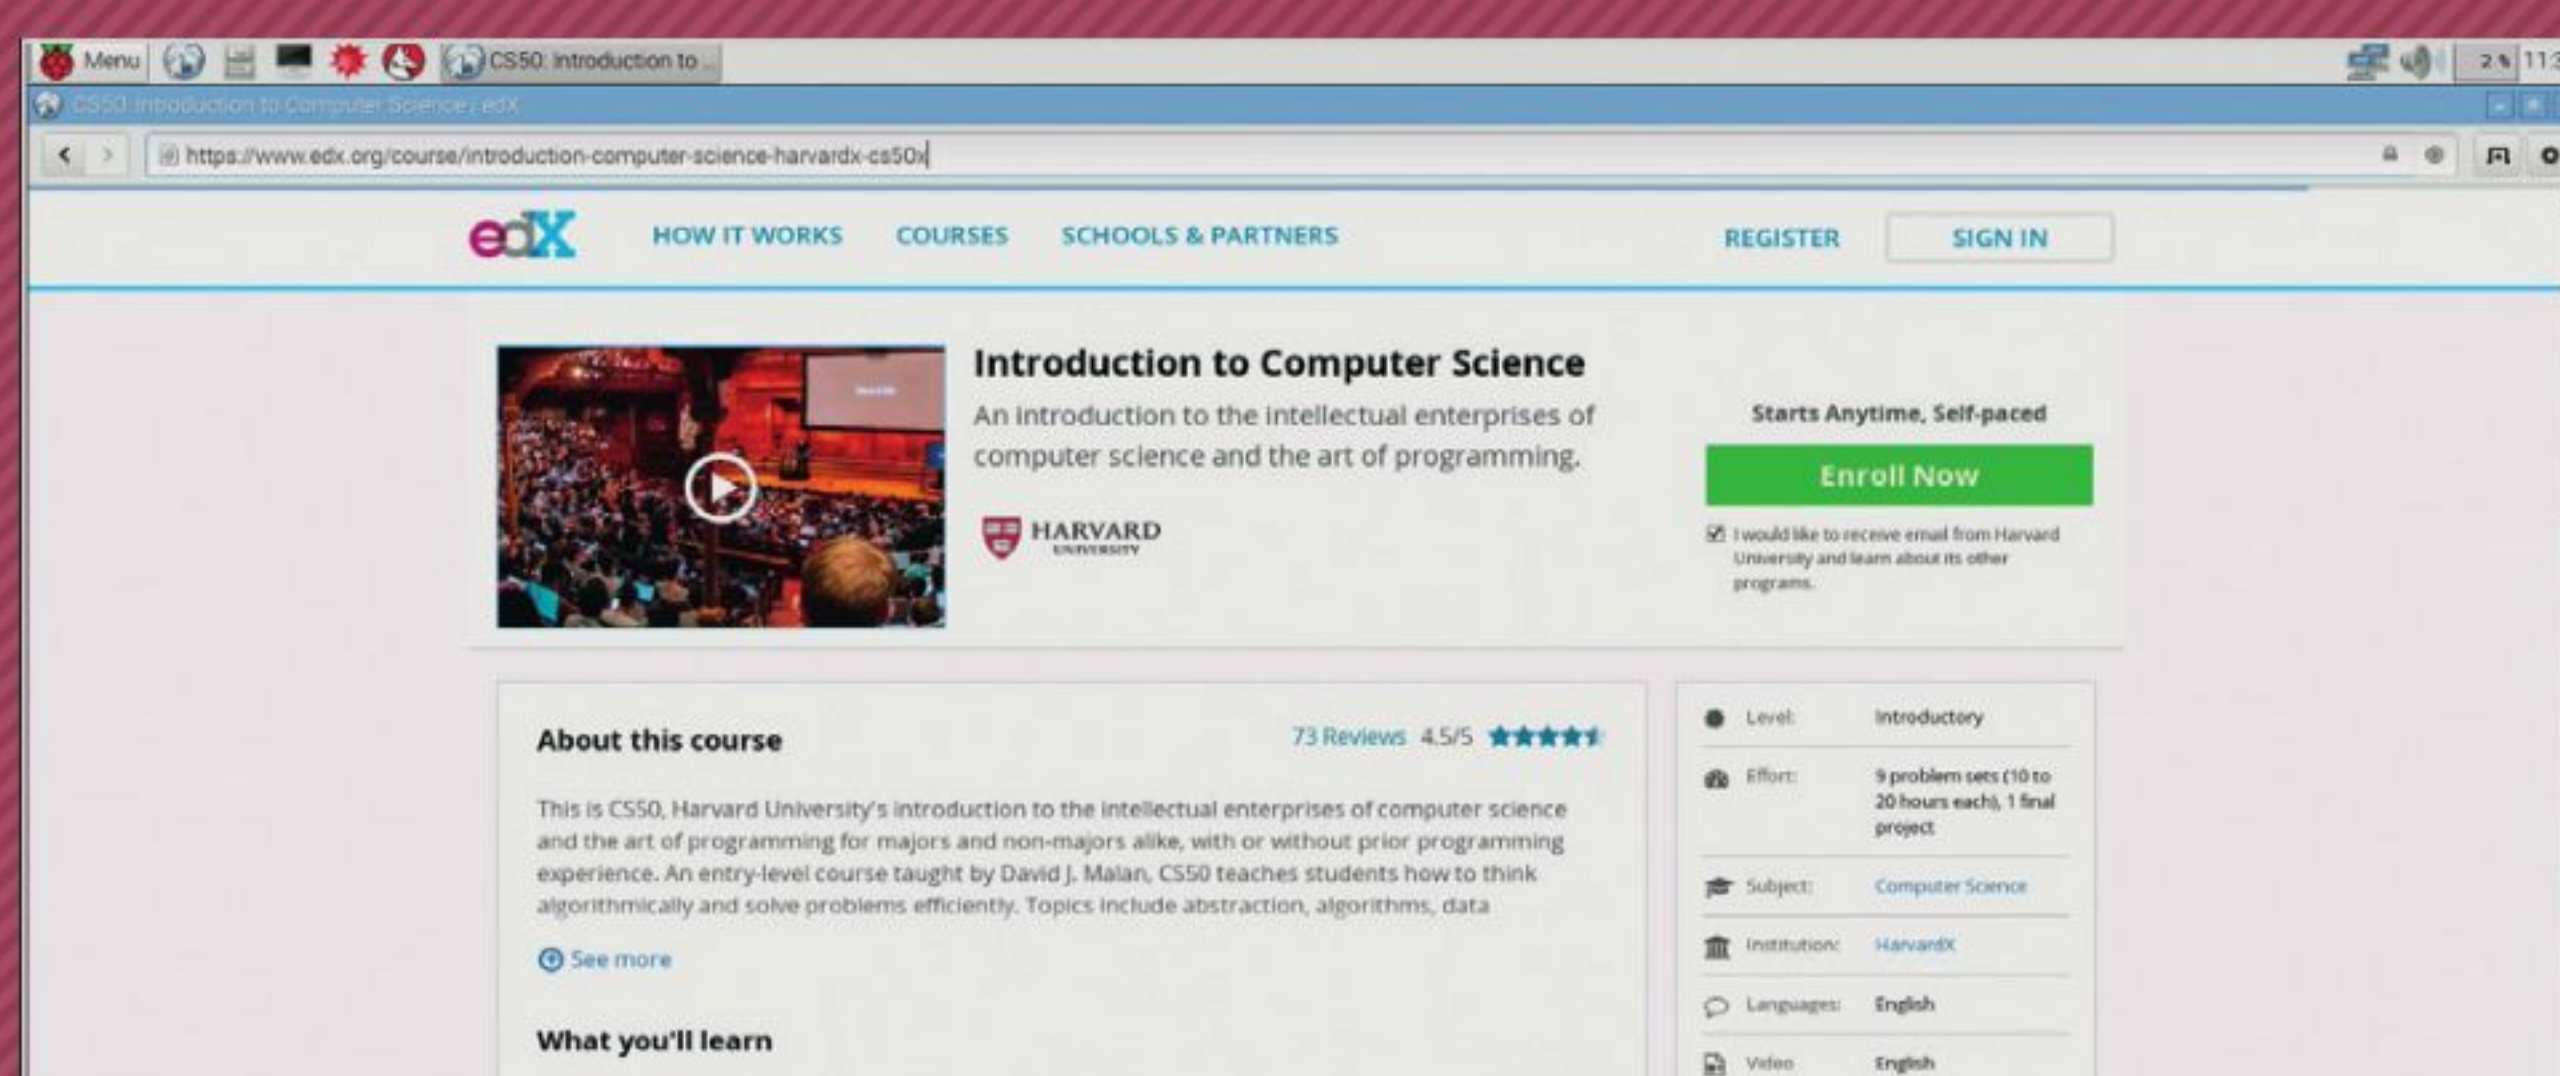 Menu
CS50: Introduction to ...
2 %
CS50: Introduction to Computer Science | edX
https://www.edx.org/course/introduction-computer-science-harvardx-cs50x
edX
HOW IT WORKS
COURSES
SCHOOLS & PARTNERS
REGISTER
SIGN IN
Introduction to Computer Science
An introduction to the intellectual enterprises of
computer science and the art of programming.
HARVARD
UNIVERSITY
Starts Anytime, Self-paced
Enroll Now
I would like to receive email from Harvard
University and learn about its other
programs.
About this course
73 Reviews 4.5/5
This is CS50, Harvard University's introduction to the intellectual enterprises of computer science
and the art of programming for majors and non-majors alike, with or without prior programming
experience. An entry-level course taught by David J. Malan, CS50 teaches students how to think
algorithmically and solve problems efficiently. Topics include abstraction, algorithms, data
See more
What you'll learn
Level: Introductory
Effort: 9 problem sets (10 to
20 hours each), 1 final
project
Subject: Computer Science
Institution: HarvardX
Languages: English
Video English